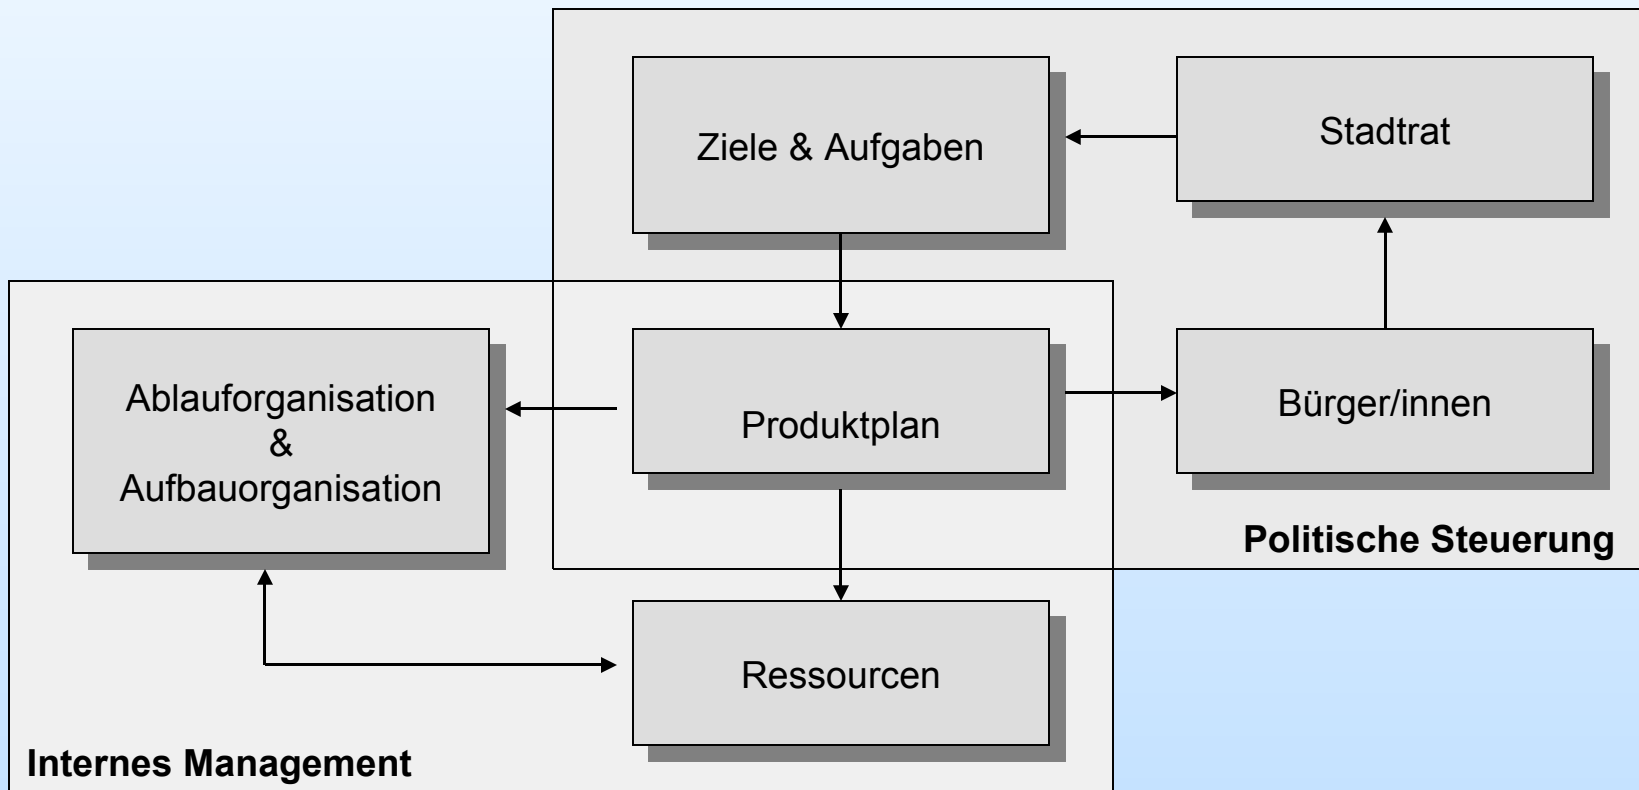 Ziele & Aufgaben
Stadtrat
Ablauforganisation
&
Aufbauorganisation
Produktplan
Bürger/innen
Politische Steuerung
Ressourcen
Internes Management